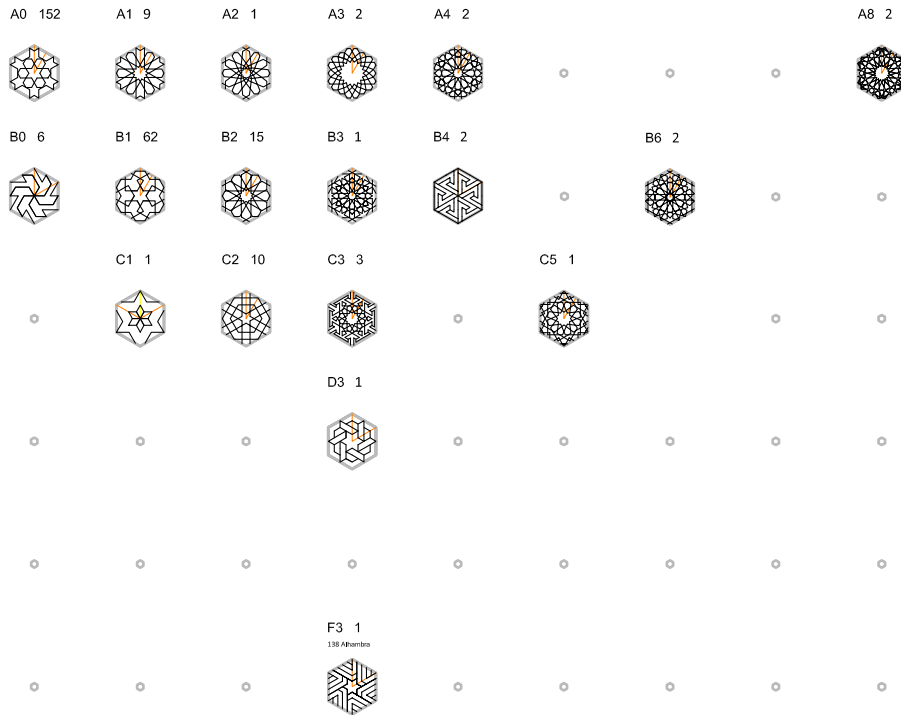 A0 152 A1 9 A2 1 A3 2 A4 2 A8 2
B0 6 B1 62 B2 15 B3 1 B4 2 B6 2
C1 1 C2 10 C3 3 C5 1
D3 1
F3 1
138 Alhambra